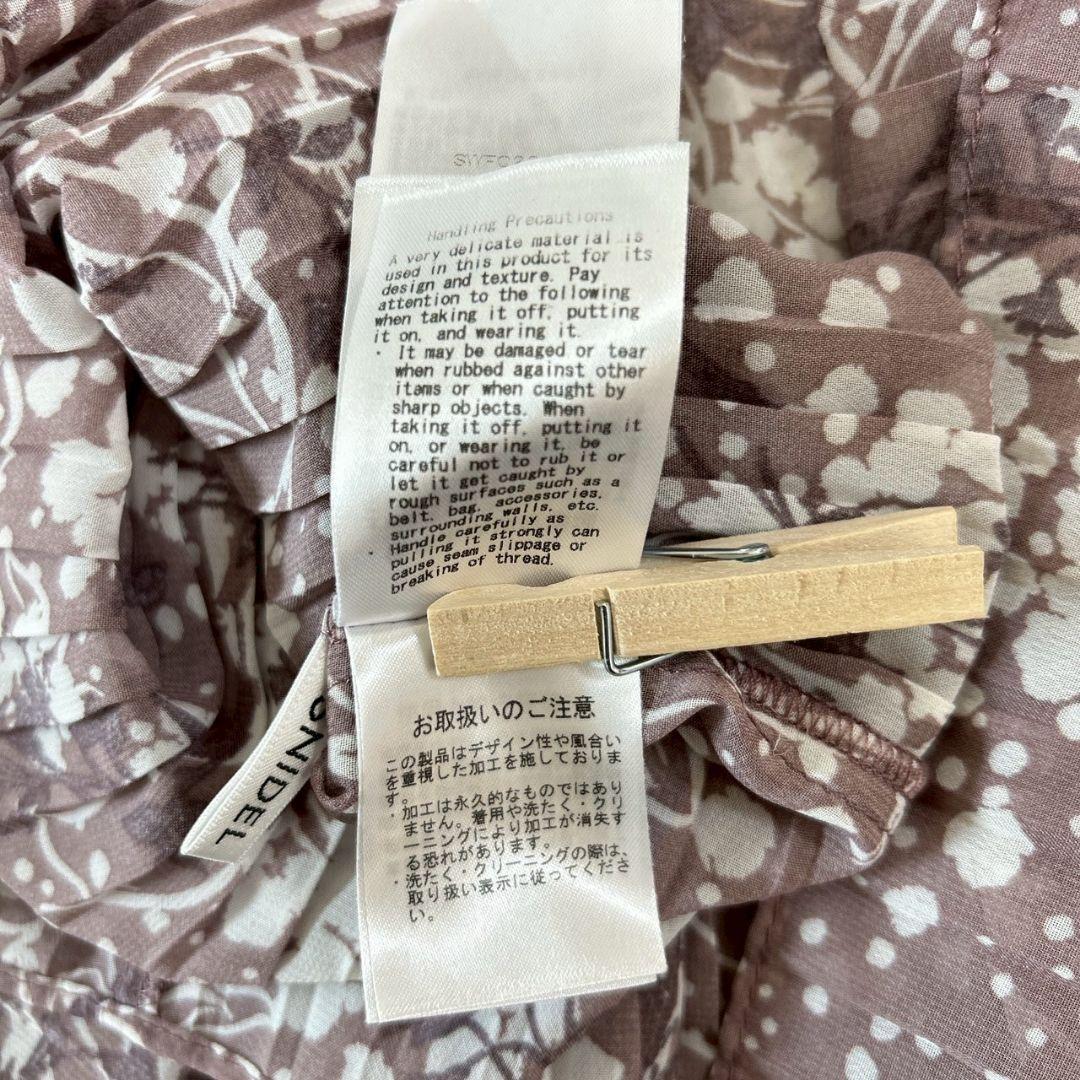 Handling Precautions
A very delicate material is
used in this product for its
design and texture. Pay
attention to the following
when taking it off, putting
it on, and wearing it.
・It may be damaged or tear
when rubbed against other
items or when caught by
sharp objects. When
taking it off, putting it
on, or wearing it, be
careful not to rub it or
let it get caught by
rough surfaces such as a
belt, bag, accessories,
surrounding walls, etc.
Handle carefully as
pulling it strongly can
cause seam slippage or
breaking of thread.
お取扱いのご注意
この製品はデザイン性や風合い
を重視した加工を施しておりま
す。
・加工は永久的なものではあり
ません。着用や洗たく・クリ
ーニングにより加工が消失す
る恐れがあります。
・洗たく・クリーニングの際は、
取り扱い表示に従ってくださ
い。
SNIDEL